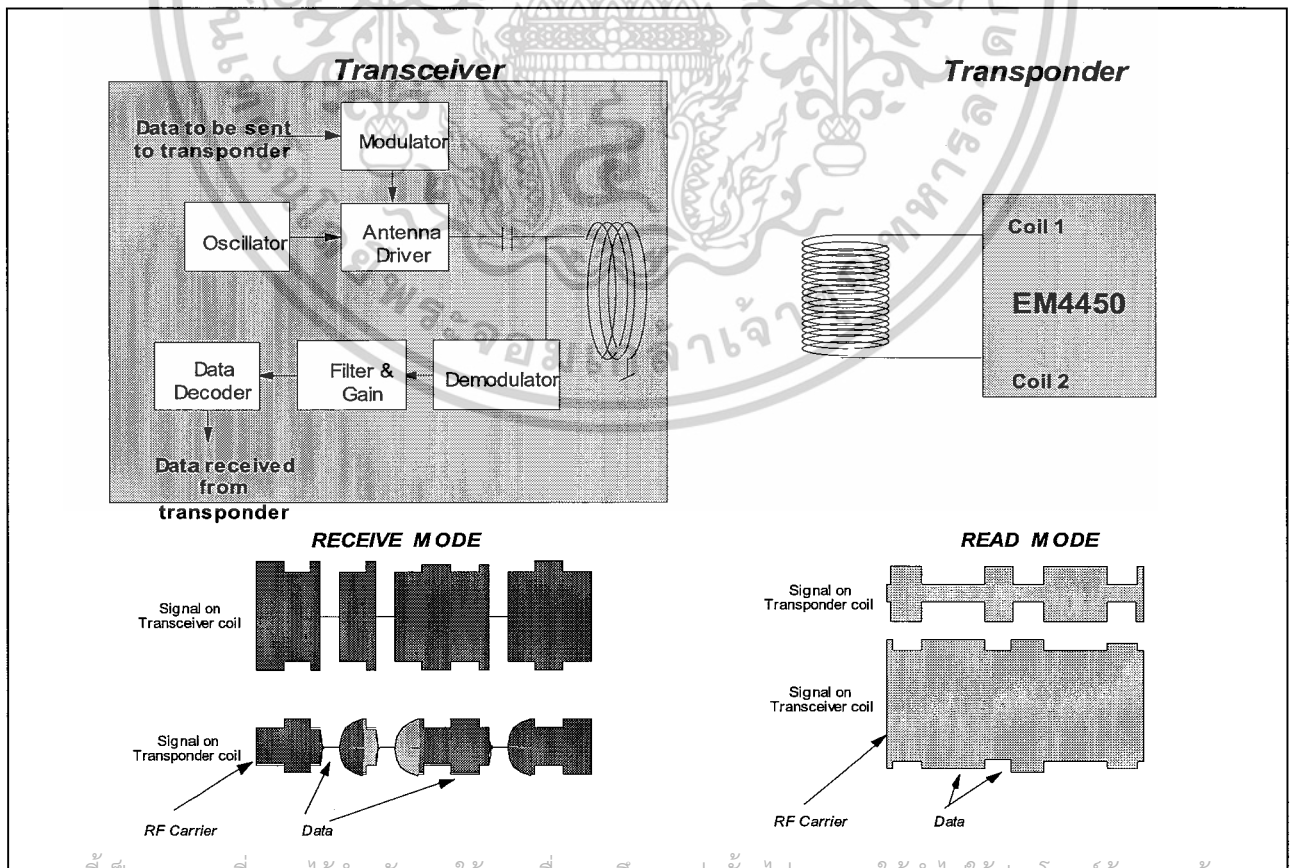 Transceiver
Transponder
Data to be sent
to transponder
Modulator
Oscillator
Antenna
Driver
Data
Decoder
Filter &
Gain
Demodulator
Data received
from
transponder
Coil 1
EM4450
Coil 2
RECEIVE MODE
Signal on
Transceiver coil
Signal on
Transponder coil
RF Carrier
Data
READ MODE
Signal on
Transponder coil
Signal on
Transceiver coil
RF Carrier
Data